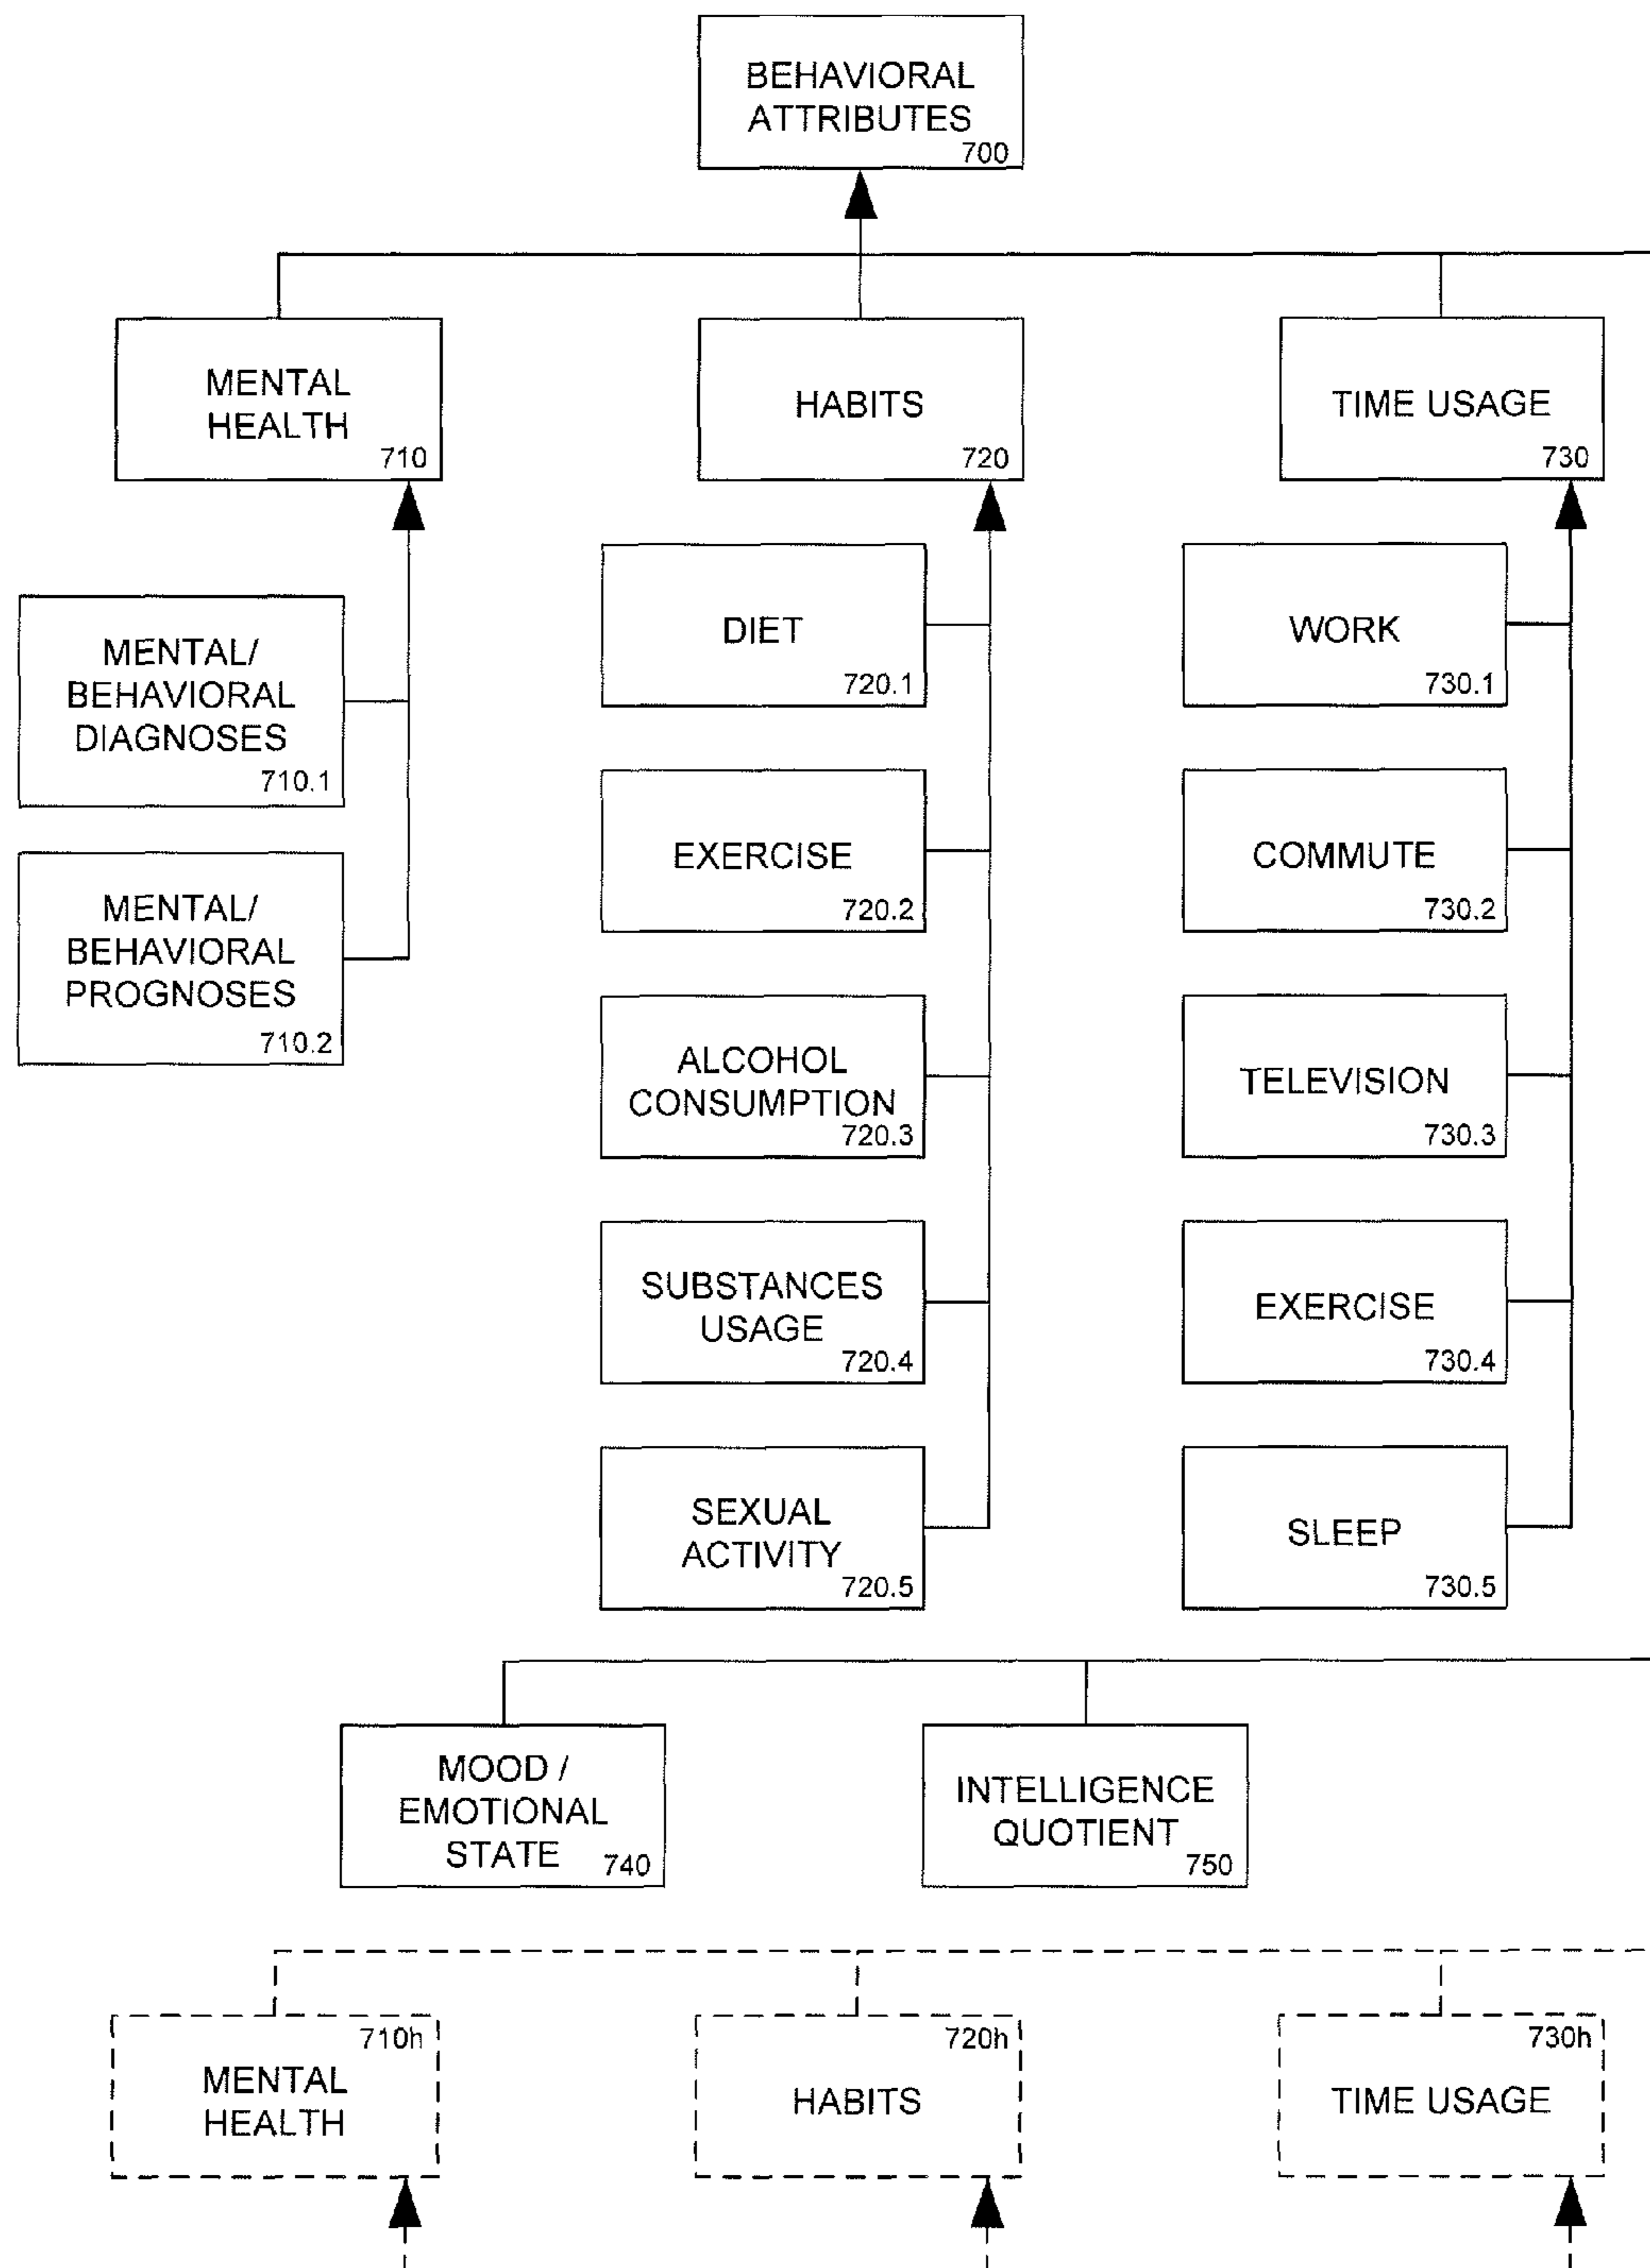 BEHAVIORAL
ATTRIBUTES
700
MENTAL
HEALTH
710
HABITS
720
TIME USAGE
730
MENTAL/
BEHAVIORAL
DIAGNOSES
710.1
MENTAL/
BEHAVIORAL
PROGNOSES
710.2
DIET
720.1
EXERCISE
720.2
ALCOHOL
CONSUMPTION
720.3
SUBSTANCES
USAGE
720.4
SEXUAL
ACTIVITY
720.5
WORK
730.1
COMMUTE
730.2
TELEVISION
730.3
EXERCISE
730.4
SLEEP
730.5
MOOD /
EMOTIONAL
STATE
740
INTELLIGENCE
QUOTIENT
750
710h
MENTAL
HEALTH
720h
HABITS
730h
TIME USAGE